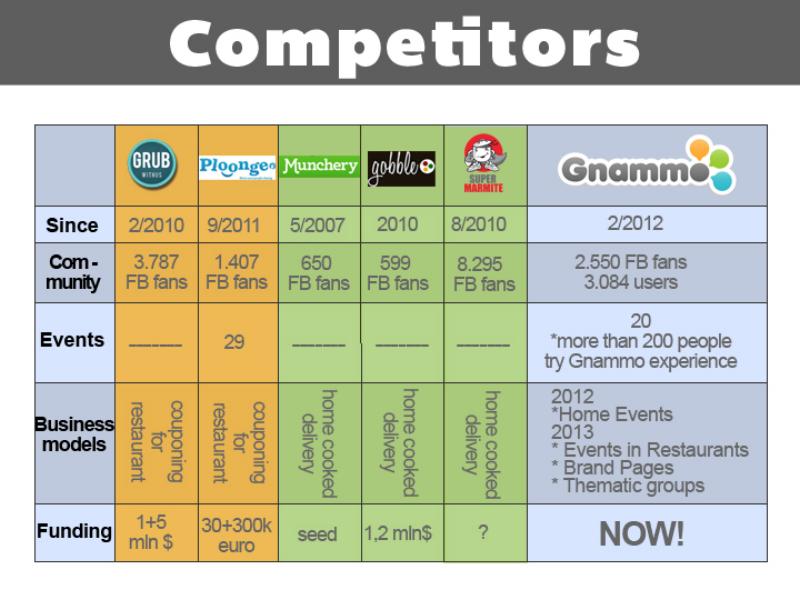 Competitors
GRUB
WITHUS
Ploonge
Munchery
gobble
SUPER
MARMITE
Gnammo
Since
2/2010
9/2011
5/2007
2010
8/2010
2/2012
Com -
munity
3.787
FB fans
1.407
FB fans
650
FB fans
599
FB fans
8.295
FB fans
2.550 FB fans
3.084 users
Events
29
20
*more than 200 people
try Gnammo experience
Business
models
couponing
for
restaurant
couponing
for
restaurant
home cooked
delivery
home cooked
delivery
home cooked
delivery
2012
*Home Events
2013
* Events in Restaurants
* Brand Pages
* Thematic groups
Funding
1+5
mln $
30+300k
euro
seed
1,2 mln$
?
NOW!